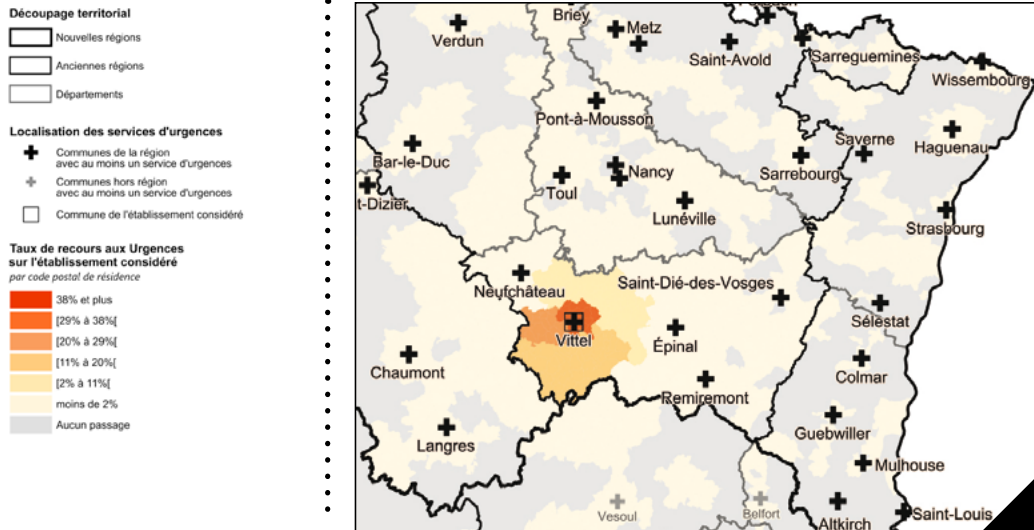 Découpage territorial
Nouvelles régions
Anciennes régions
Départements
Localisation des services d'urgences
Communes de la région
avec au moins un service d'urgences
Communes hors région
avec au moins un service d'urgences
Commune de l'établissement considéré
Taux de recours aux Urgences
sur l'établissement considéré
par code postal de résidence
38% et plus
[29% à 38%[
[20% à 29%[
[11% à 20%[
[2% à 11%[
moins de 2%
Aucun passage
Briey
Metz
Verdun
Saint-Avold
Sarreguemines
Wissembourg
Pont-à-Mousson
Bar-le-Duc
Saverne
Haguenau
Nancy
Sarrebourg
Toul
t-Dizier
Lunéville
Strasbourg
Saint-Dié-des-Vosges
Neufchâteau
Sélestat
Vittel
Épinal
Chaumont
Colmar
Remiremont
Guebwiller
Langres
Mulhouse
Vesoul
Belfort
Altkirch
Saint-Louis